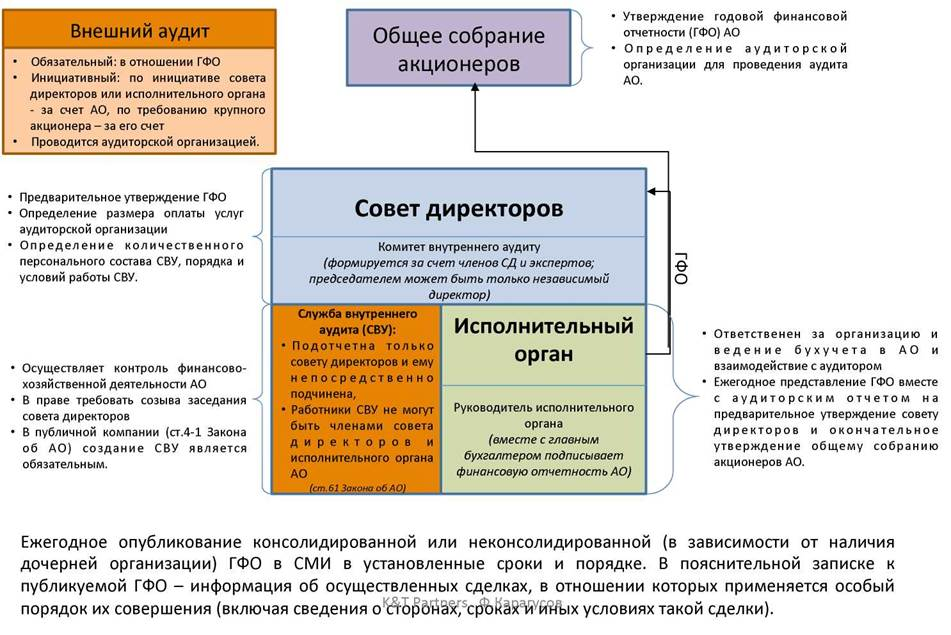 Внешний аудит
• Обязательный: в отношении ГФО
• Инициативный: по инициативе совета
директоров или исполнительного органа
- за счет АО, по требованию крупного
акционера – за его счет
• Проводится аудиторской организацией.
Общее собрание
акционеров
• Утверждение годовой финансовой
отчетности (ГФО) АО
• Определение аудиторской
организации для проведения аудита
АО.
• Предварительное утверждение ГФО
• Определение размера оплаты услуг
аудиторской организации
• Определение количественного
персонального состава СВУ, порядка и
условий работы СВУ.
Совет директоров
Комитет внутреннего аудиту
(формируется за счет членов СД и экспертов;
председателем может быть только независимый
директор)
ГФО
• Осуществляет контроль финансово-
хозяйственной деятельности АО
• В праве требовать созыва заседания
совета директоров
• В публичной компании (ст.4-1 Закона
об АО) создание СВУ является
обязательным.
Служба внутреннего
аудита (СВУ):
• Подотчетна только
совету директоров и ему
непосредственно
подчинена,
• Работники СВУ не могут
быть членами совета
директоров и
исполнительного органа
АО
(ст.61 Закона об АО)
Исполнительный
орган
Руководитель исполнительного
органа
(вместе с главным
бухгалтером подписывает
финансовую отчетность АО)
• Ответственен за организацию и
ведение бухучета в АО и
взаимодействие с аудитором
• Ежегодное представление ГФО вместе
с аудиторским отчетом на
предварительное утверждение совету
директоров и окончательное
утверждение общему собранию
акционеров АО.
Ежегодное опубликование консолидированной или неконсолидированной (в зависимости от наличия
дочерней организации) ГФО в СМИ в установленные сроки и порядке. В пояснительной записке к
публикуемой ГФО – информация об осуществленных сделках, в отношении которых применяется особый
порядок их совершения (включая сведения о сторонах, сроках и иных условиях такой сделки).
K&T Partners Ф.Карагусов